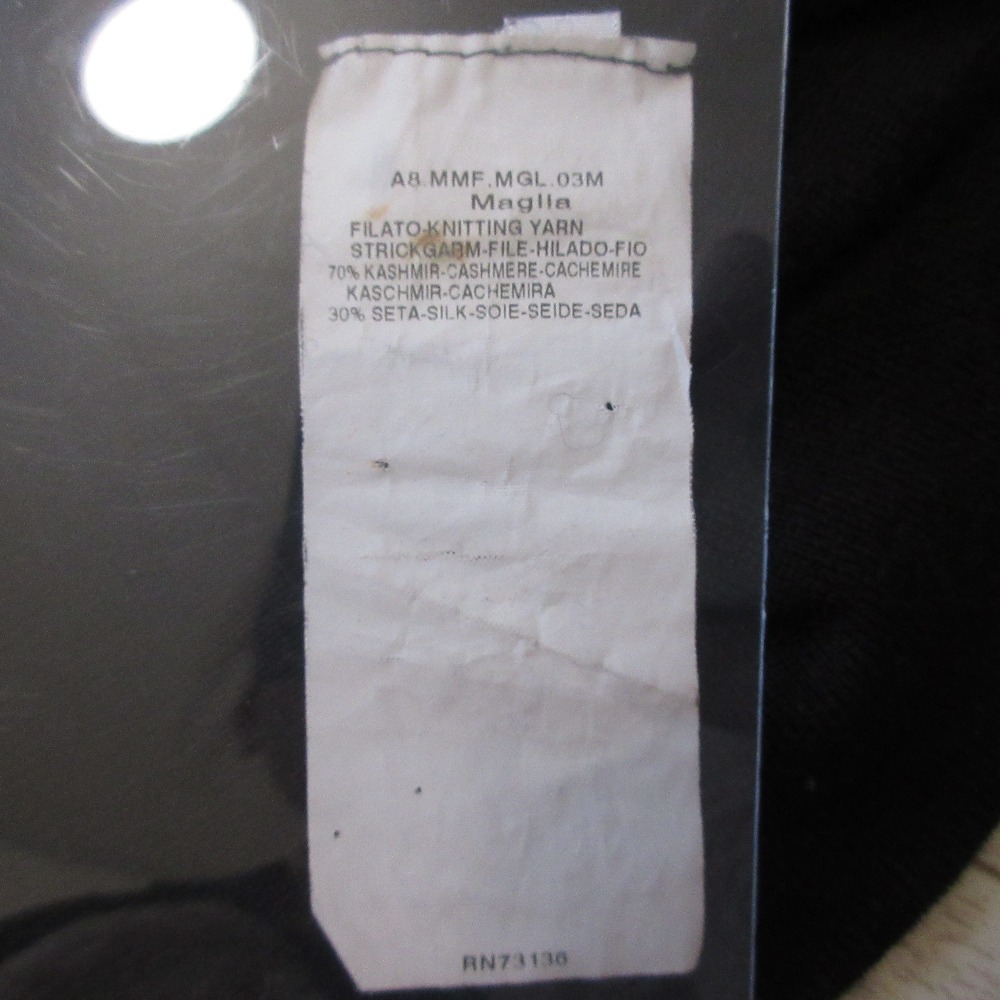 A8.MMF.MGL.03M
Maglia
FILATO-KNITTING YARN
STRICKGARM-FILE-HILADO-FIO
70% KASHMIR-CASHMERE-CACHEMIRE
KASCHMIR-CACHEMIRA
30% SETA-SILK-SOIE-SEIDE-SEDA
RN73136